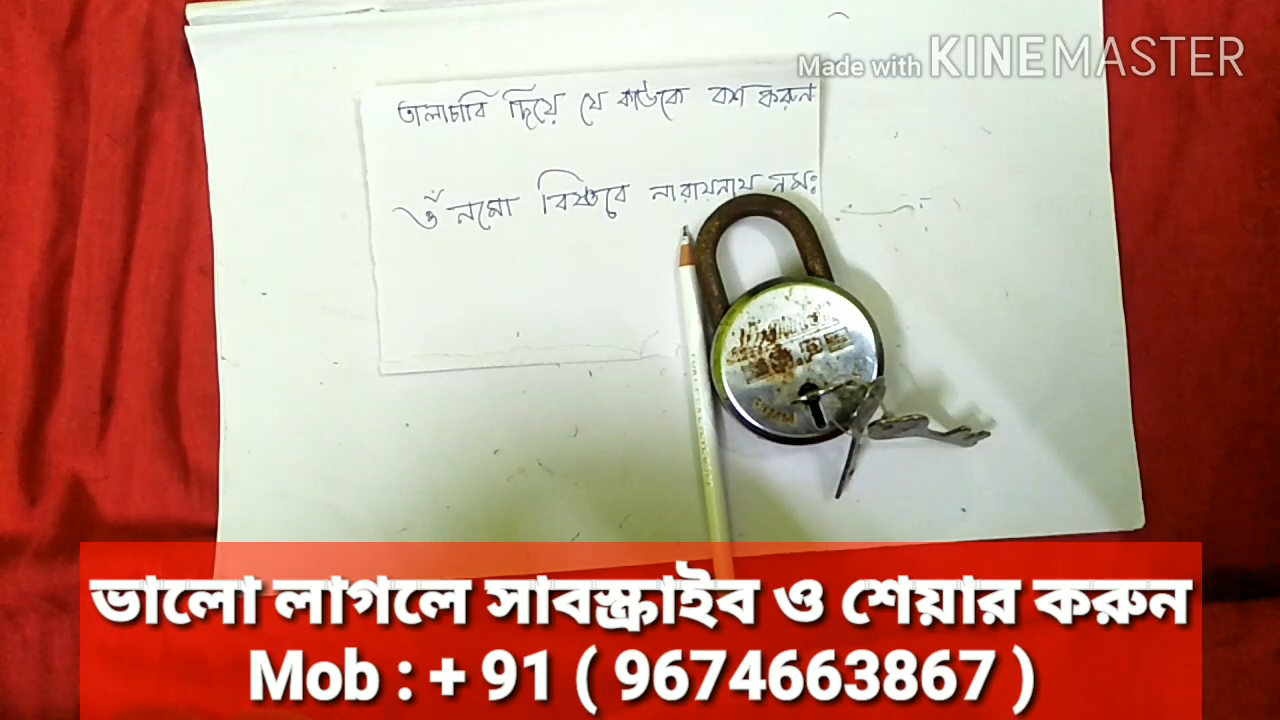 Made with KINEMASTER
তালাচাবি দিয়ে যে কাউকে বশ করুন
ওঁ নমো বিষ্ণবে নারায়নায় নমঃ
ভালো লাগলে সাবস্ক্রাইব ও শেয়ার করুন
Mob : + 91 ( 9674663867 )